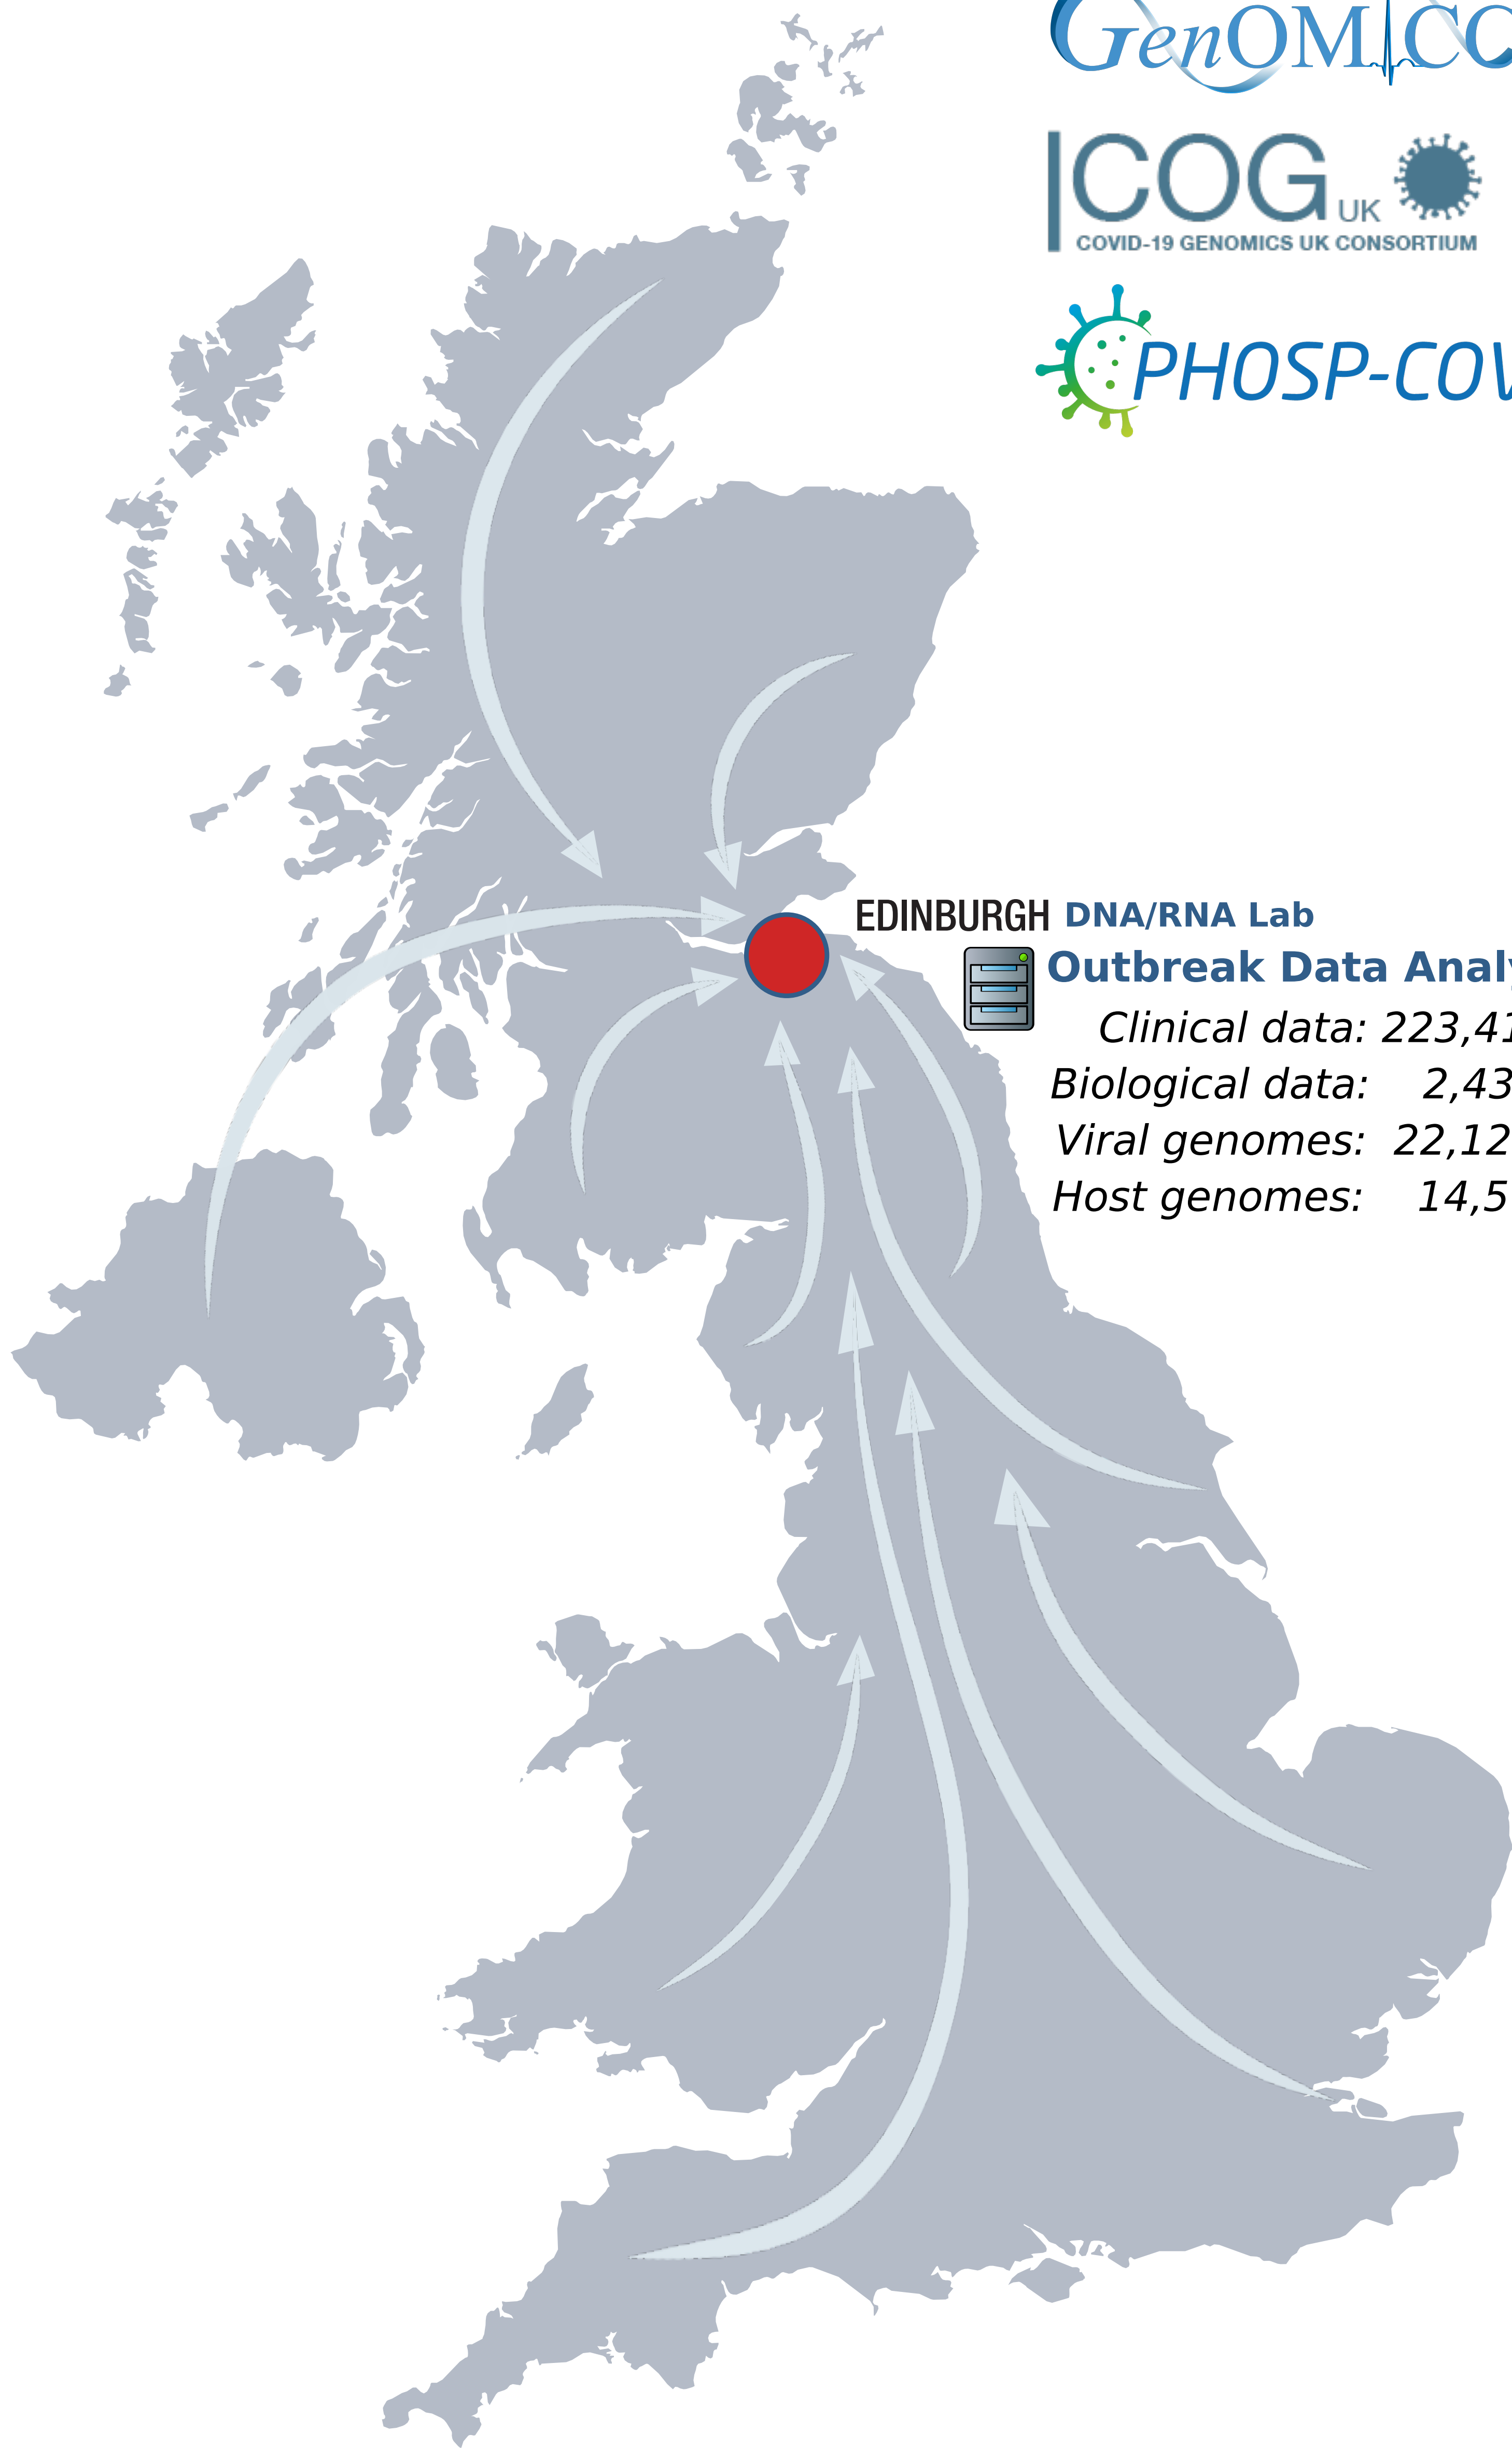 GenOMICC
COG UK
COVID-19 GENOMICS UK CONSORTIUM
PHOSP-COV
EDINBURGH DNA/RNA Lab
Outbreak Data Analy
Clinical data: 223,41
Biological data: 2,43
Viral genomes: 22,12
Host genomes: 14,5